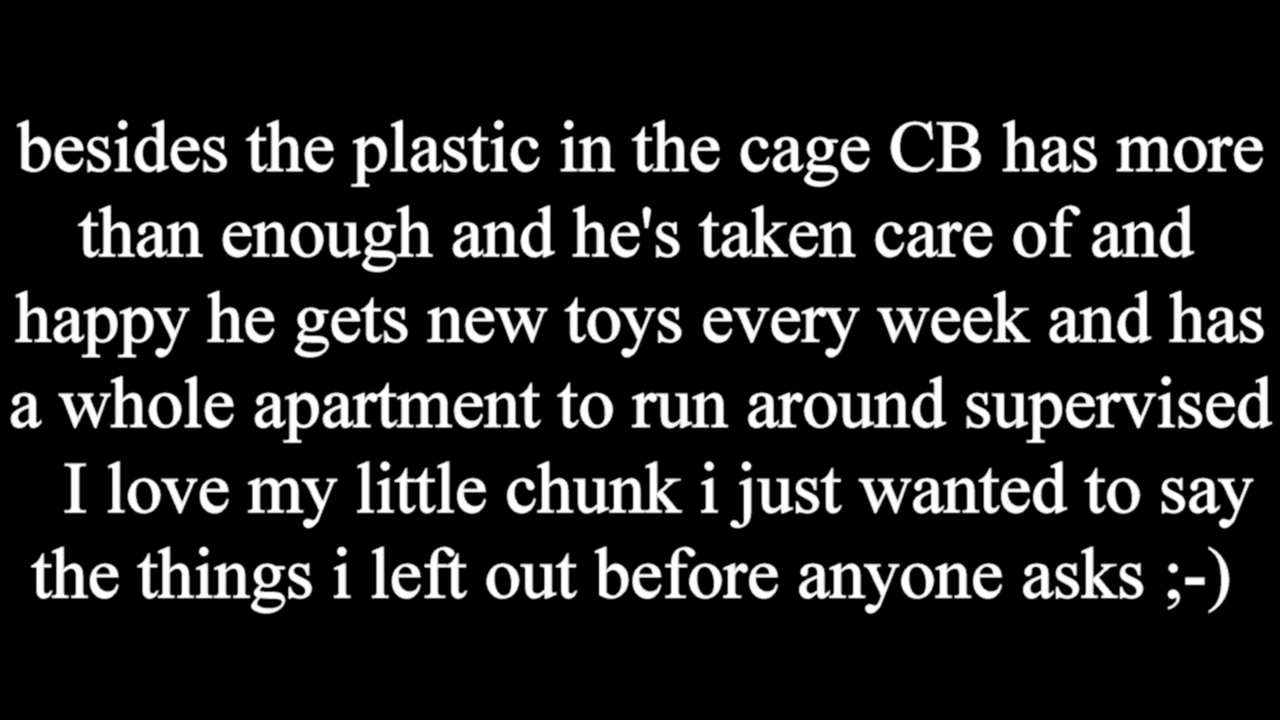 besides the plastic in the cage CB has more
than enough and he's taken care of and
happy he gets new toys every week and has
a whole apartment to run around supervised
I love my little chunk i just wanted to say
the things i left out before anyone asks ;-)